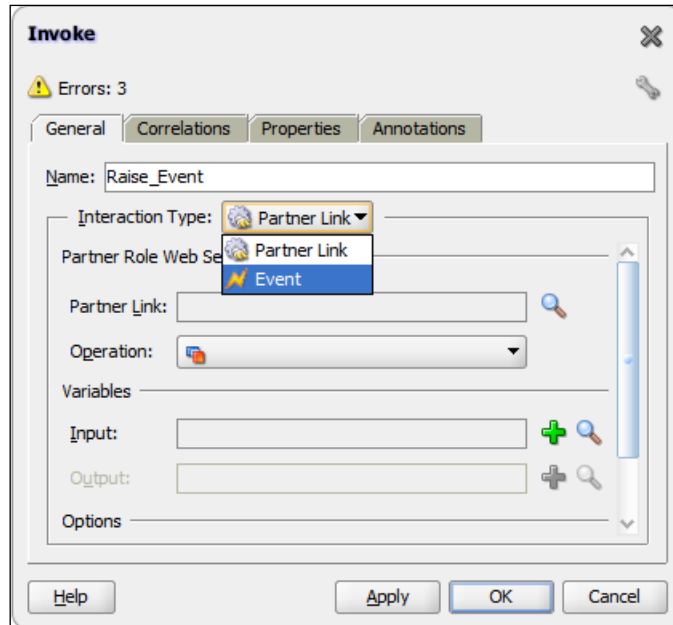 Invoke
Errors: 3
General Correlations Properties Annotations
Name: Raise_Event
Interaction Type: Partner Link
Partner Link
Partner Role Web Se
Event
Partner Link:
Operation:
Variables
Input:
Output:
Options
Help Apply OK Cancel